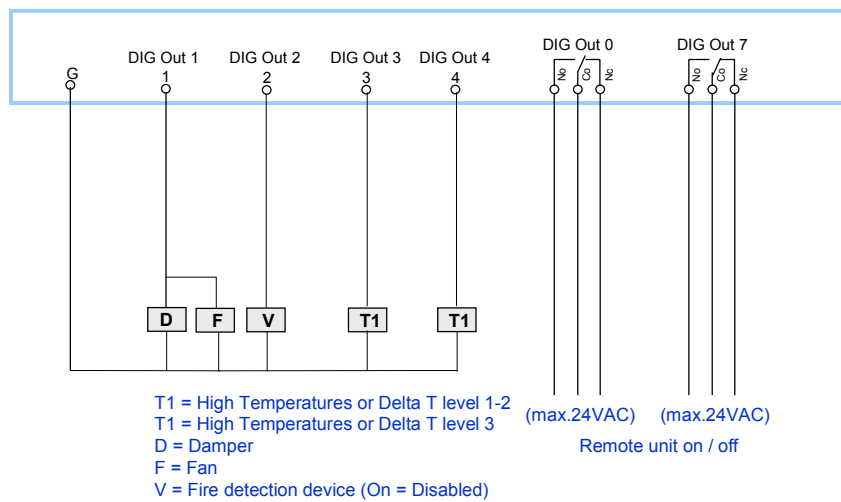 DIG Out 1
DIG Out 2
DIG Out 3
DIG Out 4
DIG Out 0
DIG Out 7
G
1
2
3
4
No
Co
Nc
No
Co
Nc
D
F
V
T1
T1
T1 = High Temperatures or Delta T level 1-2
T1 = High Temperatures or Delta T level 3
D = Damper
F = Fan
V = Fire detection device (On = Disabled)
(max.24VAC)
(max.24VAC)
Remote unit on / off